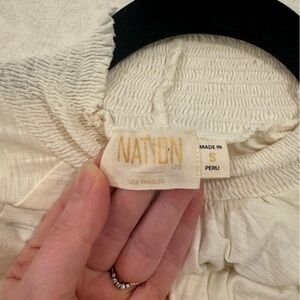 NATION
LTD
LOS ANGELES
MADE IN
S
PERU